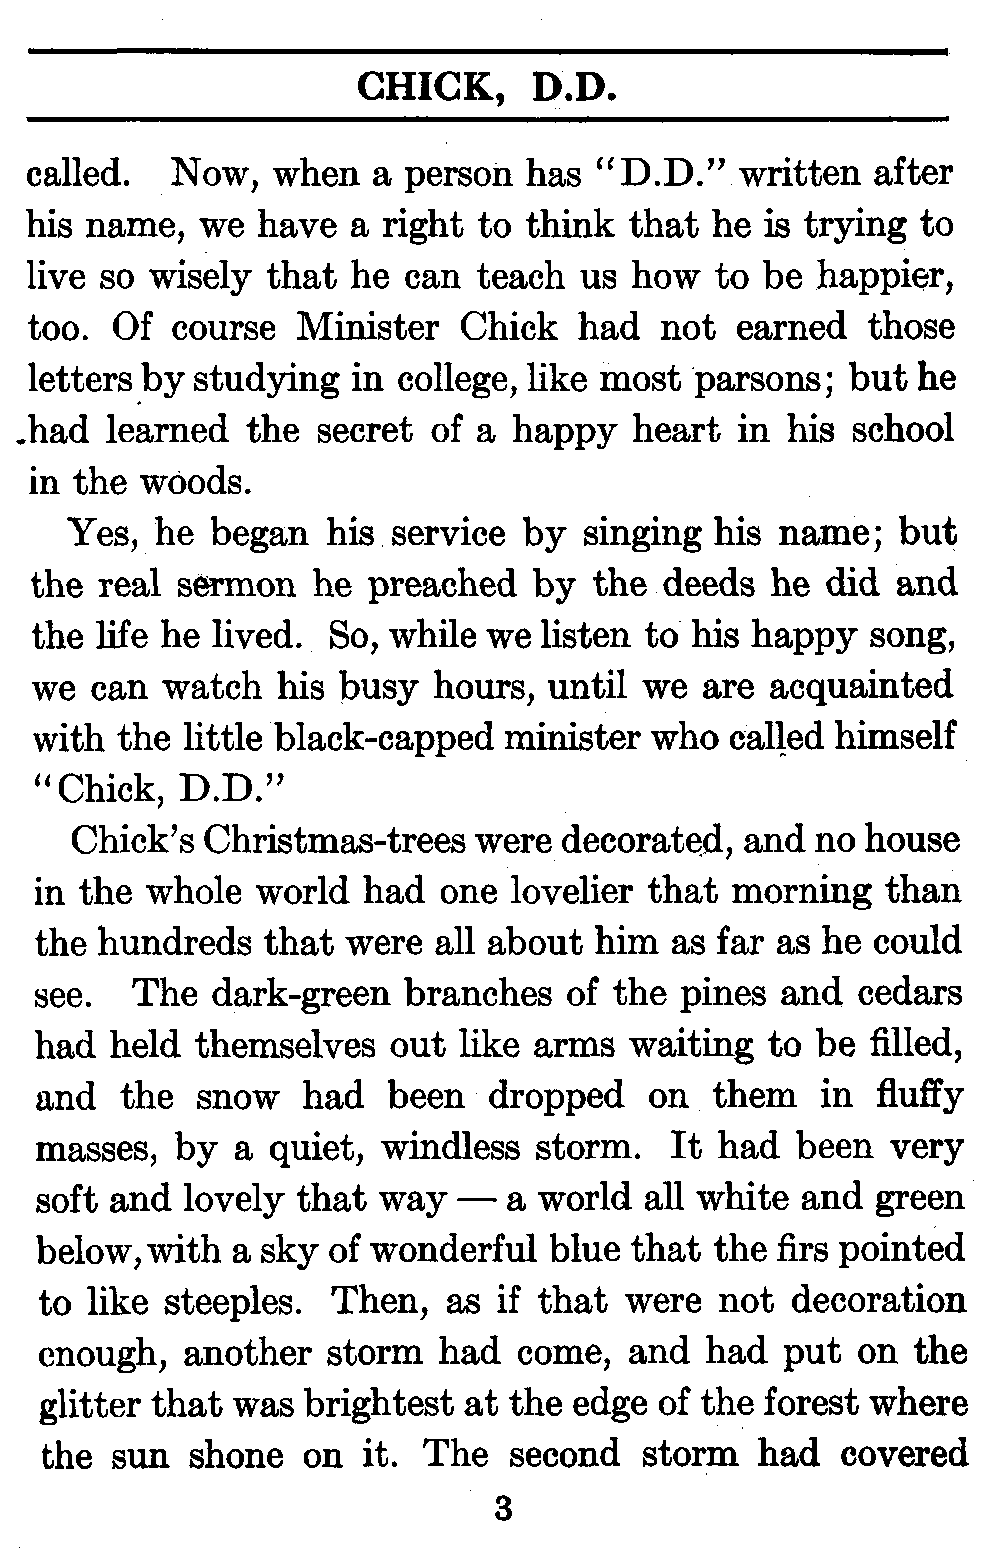 CHICK, D.D.
called. Now, when a person has "D.D." written after
his name, we have a right to think that he is trying to
live so wisely that he can teach us how to be happier,
too. Of course Minister Chick had not earned those
letters by studying in college, like most parsons; but he
had learned the secret of a happy heart in his school
in the woods.
Yes, he began his service by singing his name; but
the real sermon he preached by the deeds he did and
the life he lived. So, while we listen to his happy song,
we can watch his busy hours, until we are acquainted
with the little black-capped minister who called himself
"Chick, D.D."
Chick's Christmas-trees were decorated, and no house
in the whole world had one lovelier that morning than
the hundreds that were all about him as far as he could
see. The dark-green branches of the pines and cedars
had held themselves out like arms waiting to be filled,
and the snow had been dropped on them in fluffy
masses, by a quiet, windless storm. It had been very
soft and lovely that way — a world all white and green
below, with a sky of wonderful blue that the firs pointed
to like steeples. Then, as if that were not decoration
enough, another storm had come, and had put on the
glitter that was brightest at the edge of the forest where
the sun shone on it. The second storm had covered
3